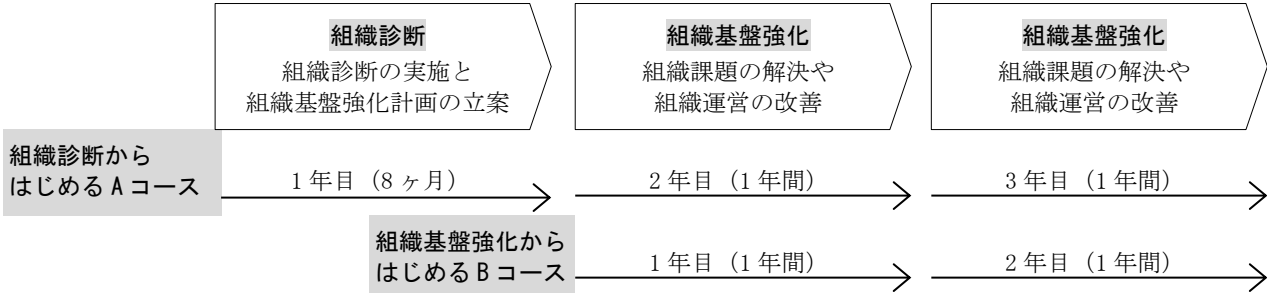 組織診断
組織診断の実施と
組織基盤強化計画の立案
組織基盤強化
組織課題の解決や
組織運営の改善
組織基盤強化
組織課題の解決や
組織運営の改善
組織診断から
はじめるAコース
1年目（8ヶ月）
2年目（1年間）
3年目（1年間）
組織基盤強化から
はじめるBコース
1年目（1年間）
2年目（1年間）